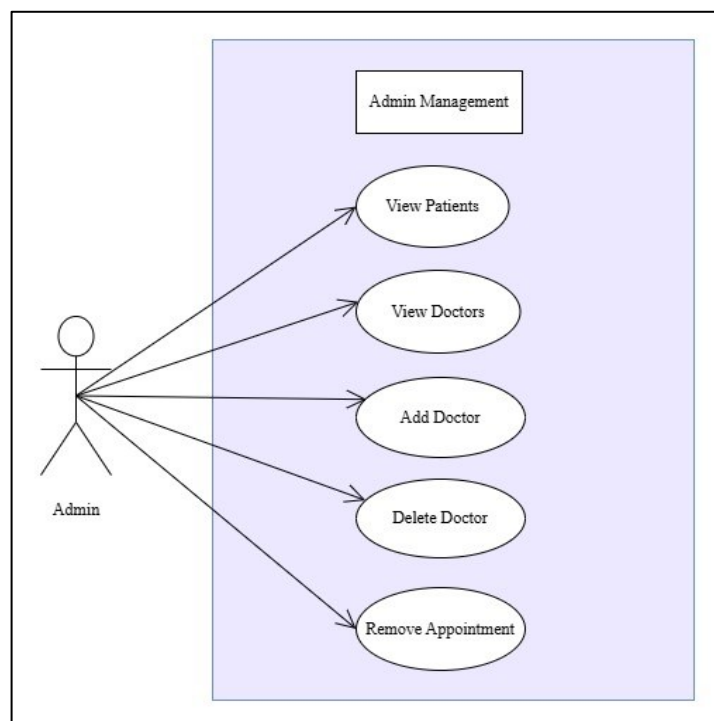 Admin Management
View Patients
View Doctors
Add Doctor
Delete Doctor
Admin
Remove Appointment